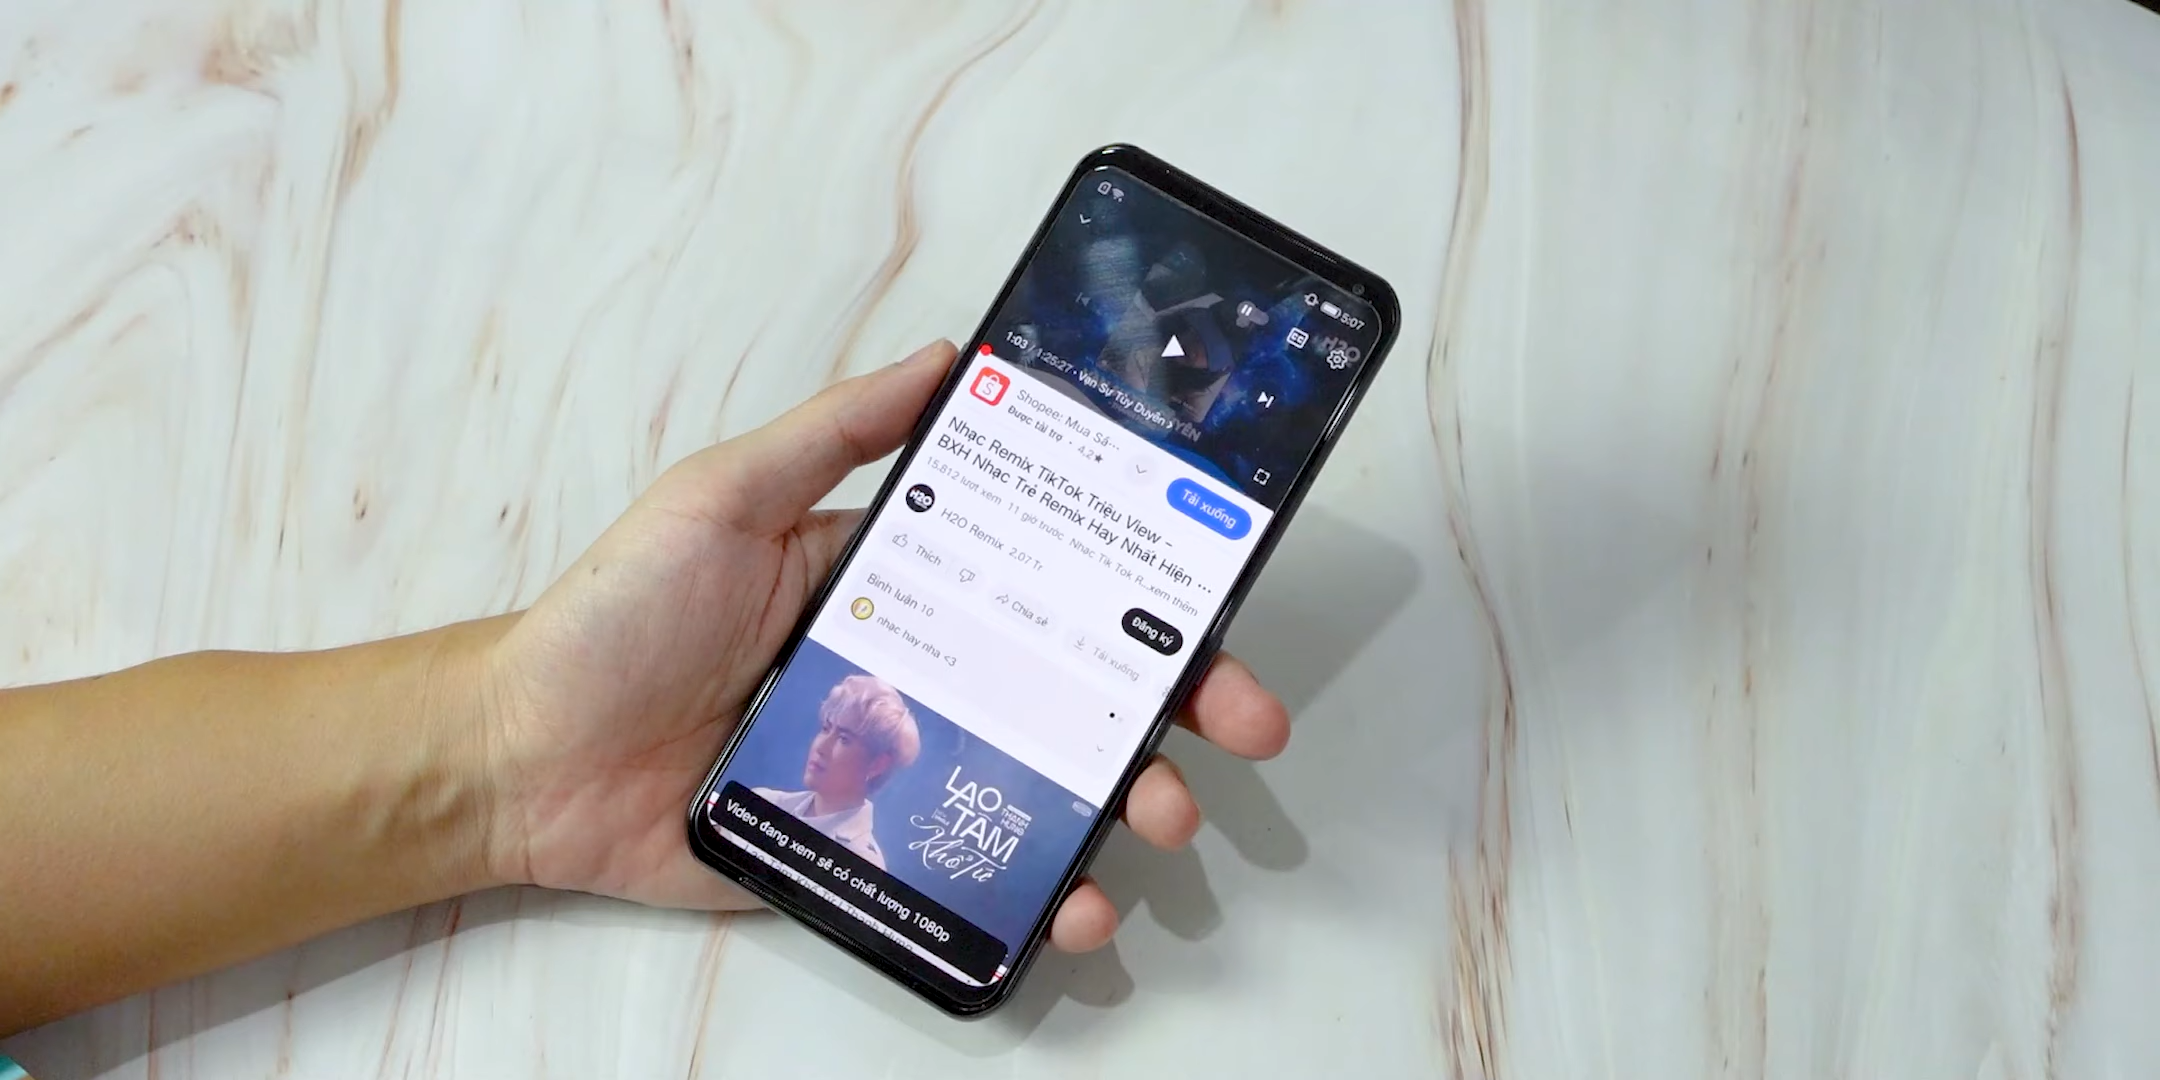 5:07
H2O
1:03 / 1:25:27 · Vạn Sự Tùy Duyên ›
YÊN
Shopee: Mua Sắ...
Được tài trợ · 4,2★
Tải xuống
Nhạc Remix TikTok Triệu View –
BXH Nhạc Trẻ Remix Hay Nhất Hiện ...
15.812 lượt xem 11 giờ trước Nhạc Tik Tok R...xem thêm
H2O
H2O Remix 2,07 Tr
Đăng ký
Thích
Chia sẻ
Tải xuống
Bình luận 10
nhạc hay nha <3
LAO
TÂM
Khổ Tứ
THANH
HƯNG
Video đang xem sẽ có chất lượng 1080p